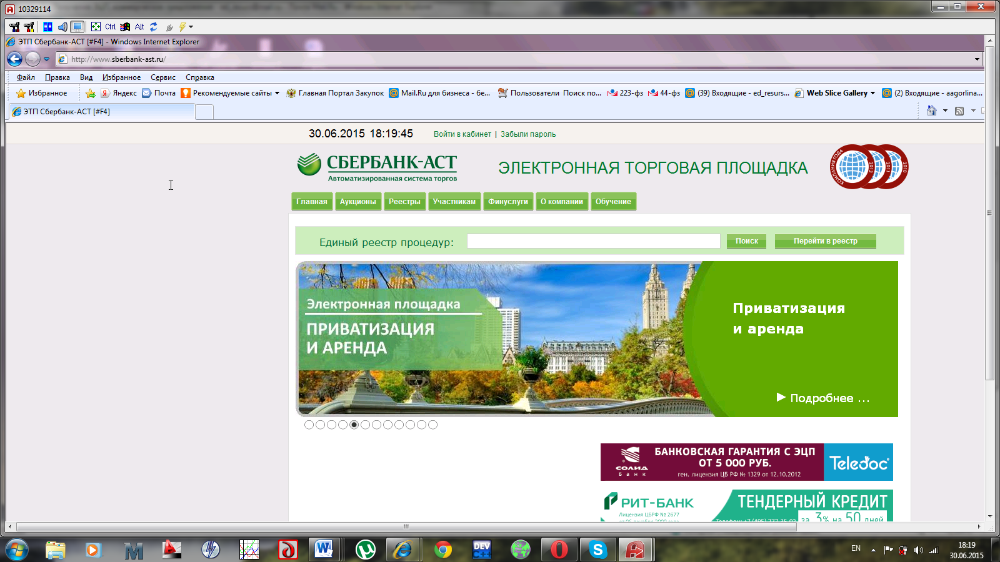 10329114
Ctrl
Alt
ЭТП Сбербанк-АСТ [#F4] - Windows Internet Explorer
http://www.sberbank-ast.ru/
Файл Правка Вид Избранное Сервис Справка
Избранное Яндекс Почта Рекомендуемые сайты Главная Портал Закупок Mail.Ru для бизнеса - бе... Пользователи Поиск по... 223-фз 44-фз (39) Входящие - ed_resurs... Web Slice Gallery (2) Входящие - aagorlina...
ЭТП Сбербанк-АСТ [#F4]
30.06.2015 18:19:45 Войти в кабинет | Забыли пароль
СБЕРБАНК-АСТ
Автоматизированная система торгов
ЭЛЕКТРОННАЯ ТОРГОВАЯ ПЛОЩАДКА
КОМПАНИЯ ГОДА 2013 2011 2010
Главная Аукционы Реестры Участникам Финуслуги О компании Обучение
Единый реестр процедур: Поиск Перейти в реестр
Электронная площадка
ПРИВАТИЗАЦИЯ
И АРЕНДА
Приватизация
и аренда
Подробнее ...
СОЛИД
Банк
БАНКОВСКАЯ ГАРАНТИЯ С ЭЦП
ОТ 5 000 РУБ.
ген. лицензия ЦБ РФ № 1329 от 12.10.2012
Teledoc
РИТ-БАНК
Лицензия ЦБРФ № 2677
ТЕНДЕРНЫЙ КРЕДИТ
за 3% на 50 дней
DEV
C++
EN
18:19
30.06.2015